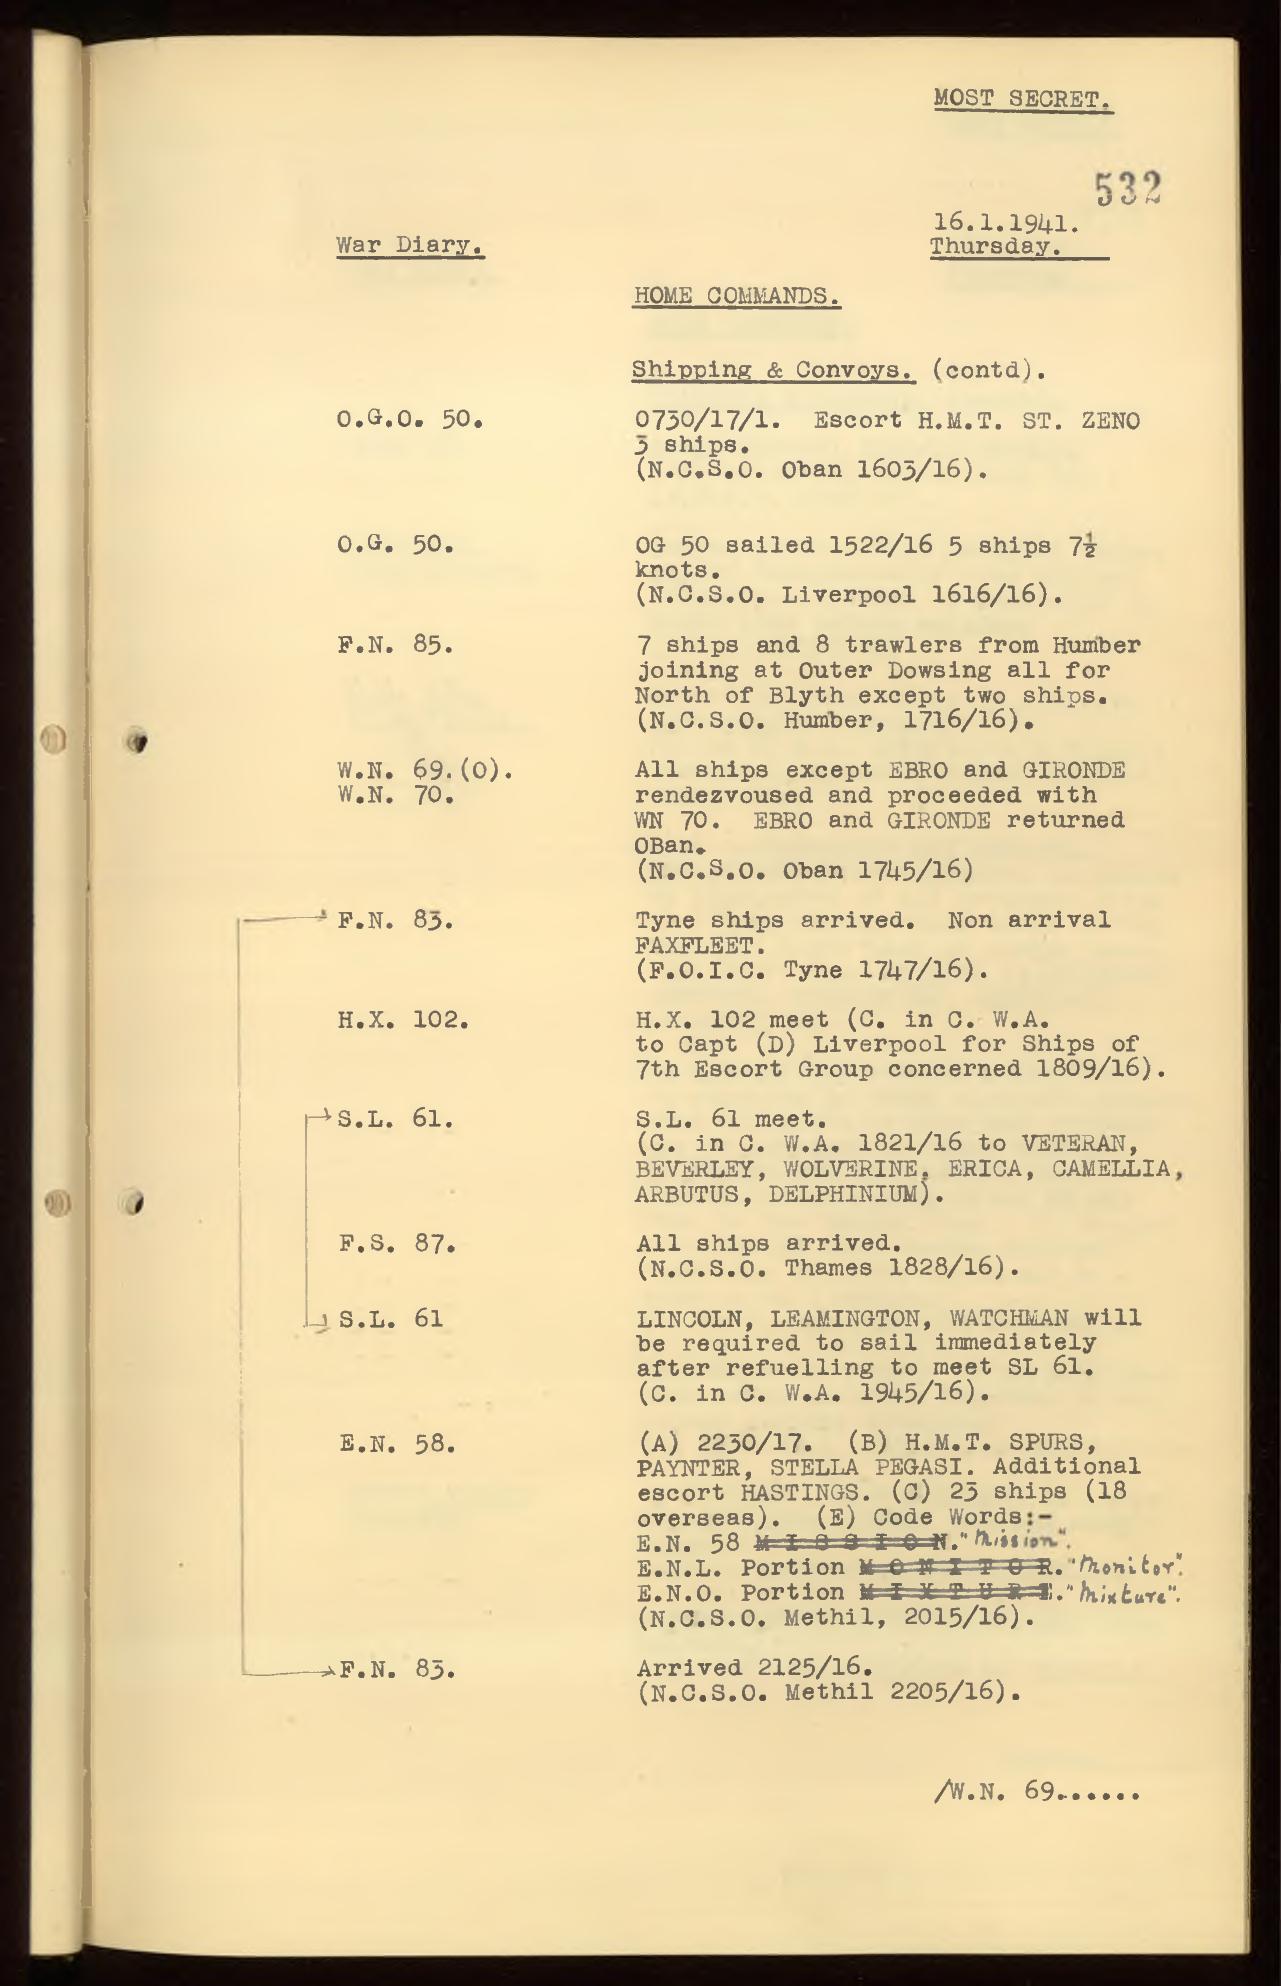 MOST SECRET.
532
16.1.1941.
War Diary.
Thursday.
HOME COMMANDS.
Shipping & Convoys. (contd).
O.G.O. 50.
0730/17/1. Escort H.M.T. ST. ZENO
3 ships.
(N.C.S.O. Oban 1603/16).
O.G. 50.
OG 50 sailed 1522/16 5 ships 7½
knots.
(N.C.S.O. Liverpool 1616/16).
F.N. 85.
7 ships and 8 trawlers from Humber
joining at Outer Dowsing all for
North of Blyth except two ships.
(N.C.S.O. Humber, 1716/16).
W.N. 69.(O).
W.N. 70.
All ships except EBRO and GIRONDE
rendezvoused and proceeded with
WN 70. EBRO and GIRONDE returned
OBan.
(N.C.S.O. Oban 1745/16)
F.N. 83.
Tyne ships arrived. Non arrival
FAXFLEET.
(F.O.I.C. Tyne 1747/16).
H.X. 102.
H.X. 102 meet (C. in C. W.A.
to Capt (D) Liverpool for Ships of
7th Escort Group concerned 1809/16).
S.L. 61.
S.L. 61 meet.
(C. in C. W.A. 1821/16 to VETERAN,
BEVERLEY, WOLVERINE, ERICA, CAMELLIA,
ARBUTUS, DELPHINIUM).
F.S. 87.
All ships arrived.
(N.C.S.O. Thames 1828/16).
S.L. 61
LINCOLN, LEAMINGTON, WATCHMAN will
be required to sail immediately
after refuelling to meet SL 61.
(C. in C. W.A. 1945/16).
E.N. 58.
(A) 2230/17. (B) H.M.T. SPURS,
PAYNTER, STELLA PEGASI. Additional
escort HASTINGS. (C) 23 ships (18
overseas). (E) Code Words:-
E.N. 58 M I S S I O N. "Mission".
E.N.L. Portion M O N I T O R. "Monitor".
E.N.O. Portion M I X T U R E. "Mixture".
(N.C.S.O. Methil, 2015/16).
F.N. 83.
Arrived 2125/16.
(N.C.S.O. Methil 2205/16).
/W.N. 69......